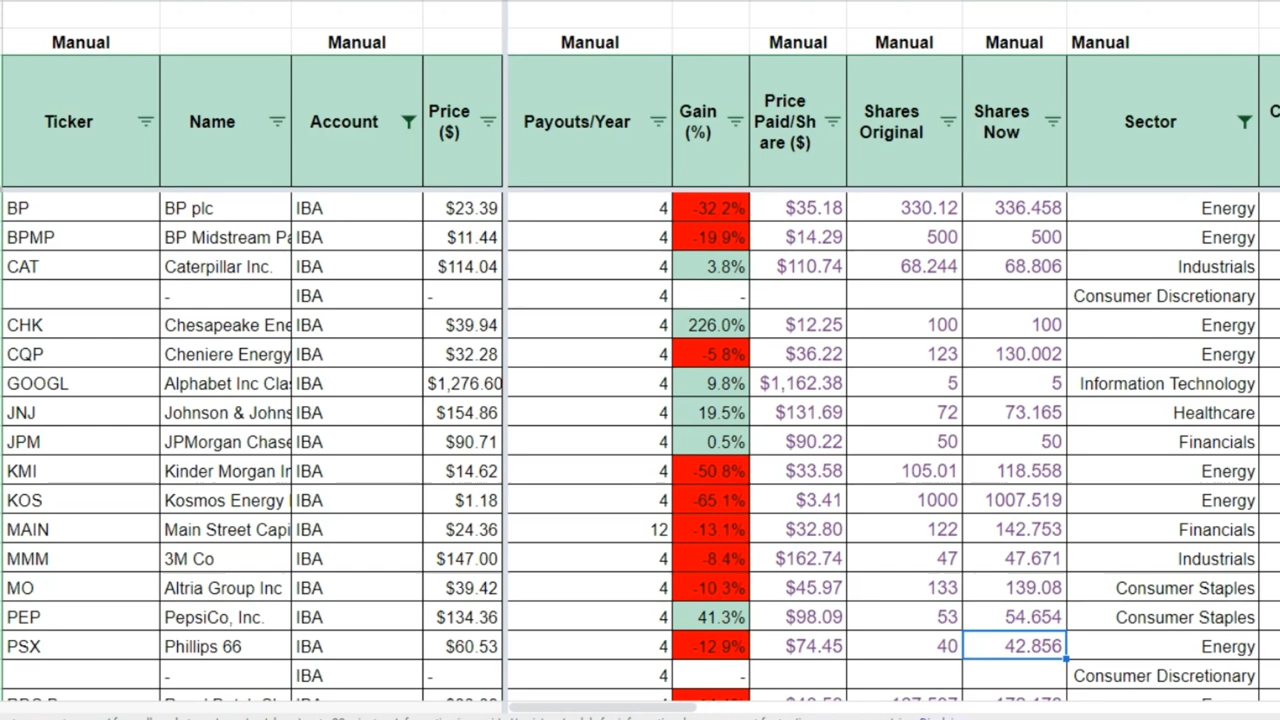 Manual Manual Manual Manual Manual Manual Manual
Ticker Name Account Price ($) Payouts/Year Gain (%) Price Paid/Share ($) Shares Original Shares Now Sector C
BP BP plc IBA $23.39 4 -32.2% $35.18 330.12 336.458 Energy
BPMP BP Midstream Pa IBA $11.44 4 -19.9% $14.29 500 500 Energy
CAT Caterpillar Inc. IBA $114.04 4 3.8% $110.74 68.244 68.806 Industrials
- IBA - 4 - Consumer Discretionary
CHK Chesapeake Ene IBA $39.94 4 226.0% $12.25 100 100 Energy
CQP Cheniere Energy IBA $32.28 4 -5.8% $36.22 123 130.002 Energy
GOOGL Alphabet Inc Cla IBA $1,276.60 4 9.8% $1,162.38 5 5 Information Technology
JNJ Johnson & Johns IBA $154.86 4 19.5% $131.69 72 73.165 Healthcare
JPM JPMorgan Chase IBA $90.71 4 0.5% $90.22 50 50 Financials
KMI Kinder Morgan In IBA $14.62 4 -50.8% $33.58 105.01 118.558 Energy
KOS Kosmos Energy IBA $1.18 4 -65.1% $3.41 1000 1007.519 Energy
MAIN Main Street Capi IBA $24.36 12 -13.1% $32.80 122 142.753 Financials
MMM 3M Co IBA $147.00 4 -8.4% $162.74 47 47.671 Industrials
MO Altria Group Inc IBA $39.42 4 -10.3% $45.97 133 139.08 Consumer Staples
PEP PepsiCo, Inc. IBA $134.36 4 41.3% $98.09 53 54.654 Consumer Staples
PSX Phillips 66 IBA $60.53 4 -12.9% $74.45 40 42.856 Energy
- IBA - 4 - Consumer Discretionary